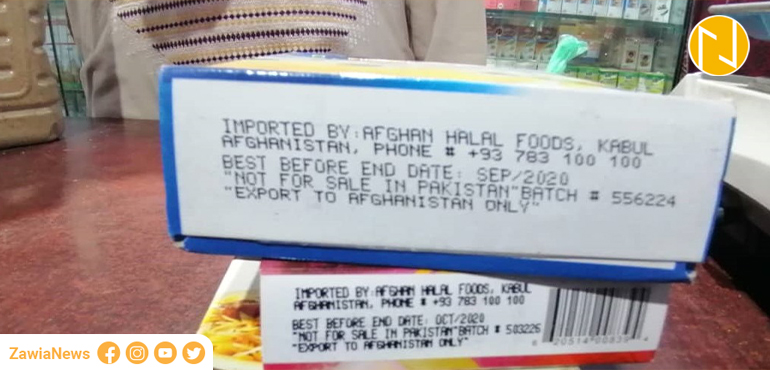 IMPORTED BY:AFGHAN HALAL FOODS, KABUL
AFGHANISTAN, PHONE # +93 783 100 100
BEST BEFORE END DATE: SEP/2020
"NOT FOR SALE IN PAKISTAN"BATCH # 556224
"EXPORT TO AFGHANISTAN ONLY"
IMPORTED BY:AFGHAN HALAL FOODS, KABUL
AFGHANISTAN, PHONE # +93 783 100 100
BEST BEFORE END DATE: OCT/2020
"NOT FOR SALE IN PAKISTAN"BATCH # 503226
"EXPORT TO AFGHANISTAN ONLY"
ZawiaNews